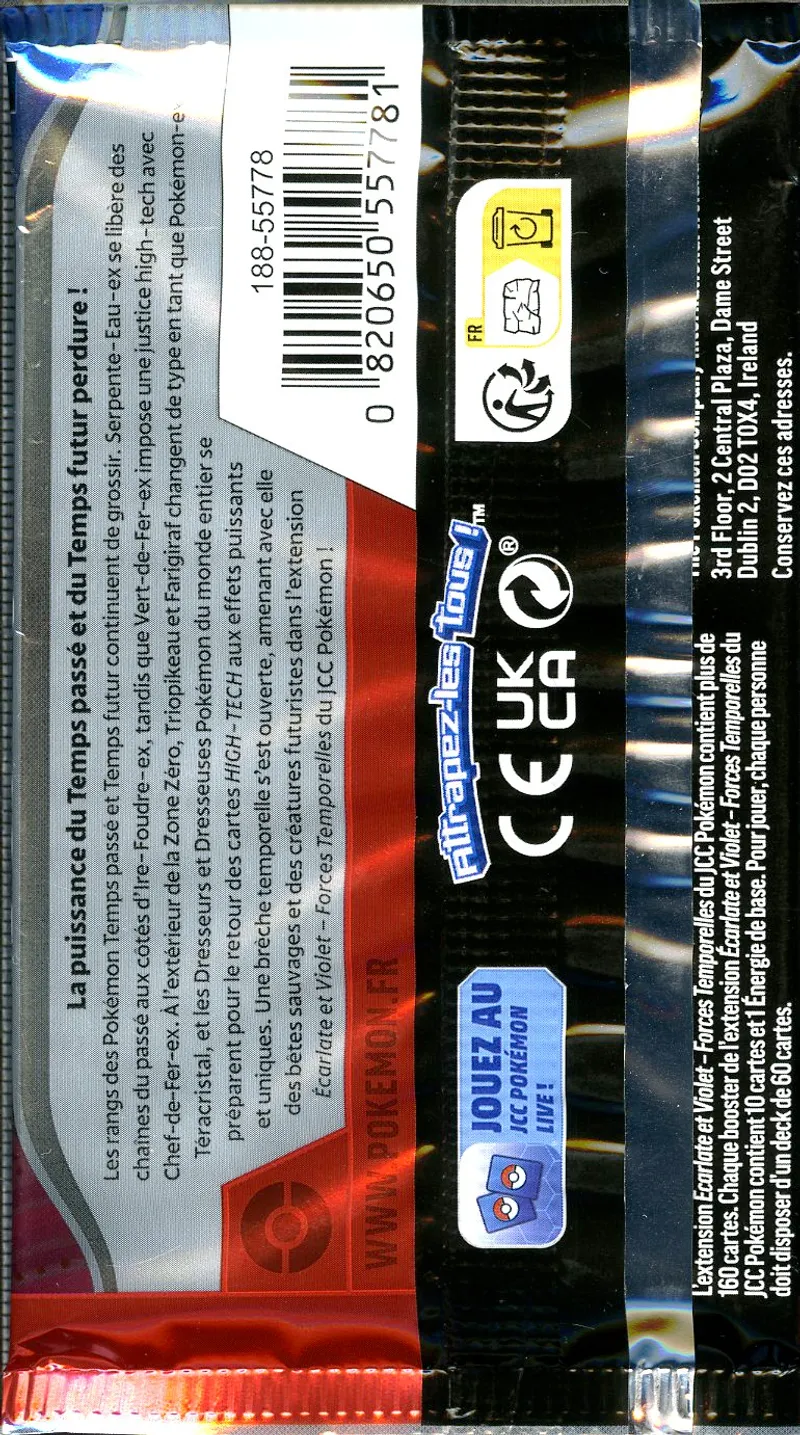 La puissance du Temps passé et du Temps futur perdure !
Les rangs des Pokémon Temps passé et Temps futur continuent de grossir. Serpente-Eau-ex se libère des
chaînes du passé aux côtés d'Ire-Foudre-ex, tandis que Vert-de-Fer-ex impose une justice high-tech avec
Chef-de-Fer-ex. À l'extérieur de la Zone Zéro, Triopikeau et Farigiraf changent de type en tant que Pokémon-ex
Téracristal, et les Dresseurs et Dresseuses Pokémon du monde entier se
préparent pour le retour des cartes HIGH-TECH aux effets puissants
et uniques. Une brèche temporelle s'est ouverte, amenant avec elle
des bêtes sauvages et des créatures futuristes dans l'extension
Écarlate et Violet – Forces Temporelles du JCC Pokémon !
188-55778
0 820650 557781
WWW.POKEMON.FR
Attrapez-les tous !™
CE
UK
CA
®
FR
JOUEZ AU
JCC POKÉMON
LIVE !
L'extension Écarlate et Violet – Forces Temporelles du JCC Pokémon contient plus de
160 cartes. Chaque booster de l'extension Écarlate et Violet – Forces Temporelles du
JCC Pokémon contient 10 cartes et 1 Énergie de base. Pour jouer, chaque personne
doit disposer d'un deck de 60 cartes.
The Pokémon Company
3rd Floor, 2 Central Plaza, Dame Street
Dublin 2, D02 T0X4, Ireland
Conservez ces adresses.